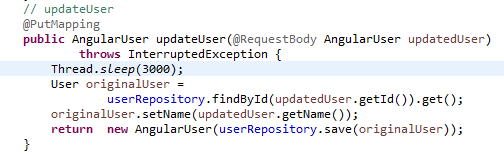 // updateUser
@PutMapping
public AngularUser updateUser(@RequestBody AngularUser updatedUser)
throws InterruptedException {
Thread.sleep(3000);
User originalUser =
userRepository.findById(updatedUser.getId()).get();
originalUser.setName(updatedUser.getName());
return new AngularUser(userRepository.save(originalUser));
}